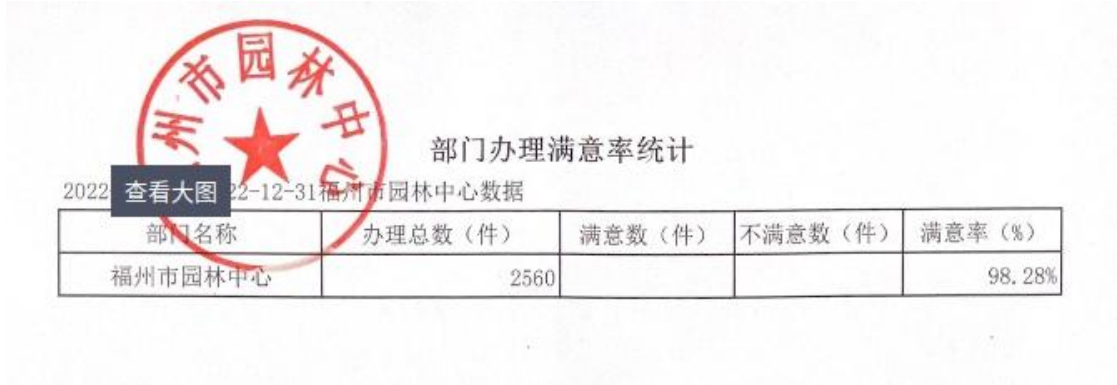 州市园林中心
部门办理满意率统计
查看大图
2022 22-12-31福州市园林中心数据
部门名称 办理总数（件） 满意数（件） 不满意数（件） 满意率（%）
福州市园林中心 2560 98.28%